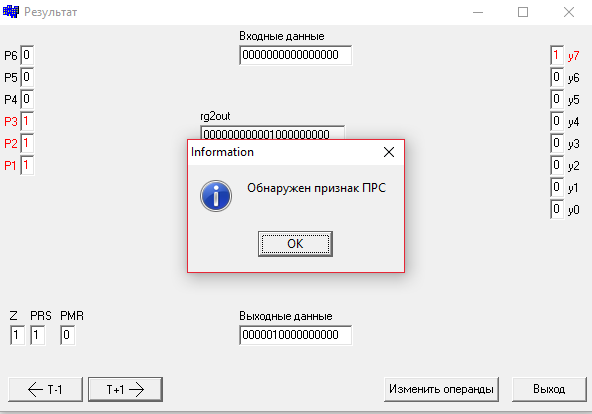 Результат
Входные данные
0000000000000000
P6 0
P5 0
P4 0
P3 1
P2 1
P1 1
1 y7
0 y6
0 y5
0 y4
0 y3
0 y2
0 y1
0 y0
rg2out
000000000001000000000
Information
Обнаружен признак ПРС
OK
Z PRS PMR
1 1 0
Выходные данные
0000010000000000
T-1
T+1
Изменить операнды
Выход